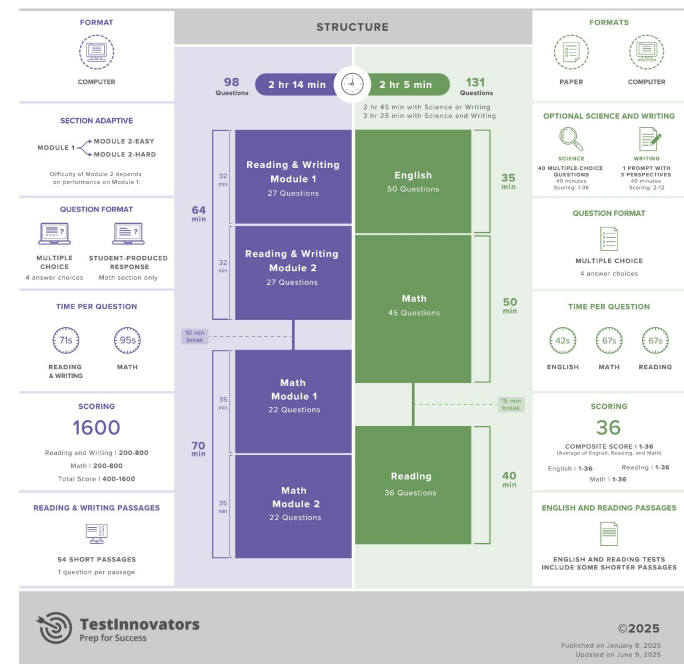 FORMAT
COMPUTER
SECTION ADAPTIVE
MODULE 1
MODULE 2-EASY
MODULE 2-HARD
Difficulty of Module 2 depends
on performance on Module 1.
QUESTION FORMAT
?
?
MULTIPLE
CHOICE
4 answer choices
STUDENT-PRODUCED
RESPONSE
Math section only
TIME PER QUESTION
71s
95s
READING
& WRITING
MATH
SCORING
1600
Reading and Writing | 200-800
Math | 200-800
Total Score | 400-1600
READING & WRITING PASSAGES
54 SHORT PASSAGES
1 question per passage
STRUCTURE
98
Questions
2 hr 14 min
2 hr 5 min
131
Questions
2 hr 45 min with Science or Writing
3 hr 25 min with Science and Writing
64
min
32
min
Reading & Writing
Module 1
27 Questions
32
min
Reading & Writing
Module 2
27 Questions
10 min
break
70
min
35
min
Math
Module 1
22 Questions
35
min
Math
Module 2
22 Questions
English
50 Questions
35
min
Math
45 Questions
50
min
15 min
break
Reading
36 Questions
40
min
FORMATS
PAPER
COMPUTER
OPTIONAL SCIENCE AND WRITING
SCIENCE
40 MULTIPLE-CHOICE
QUESTIONS
40 minutes
Scoring: 1-36
WRITING
1 PROMPT WITH
3 PERSPECTIVES
40 minutes
Scoring: 2-12
QUESTION FORMAT
MULTIPLE CHOICE
4 answer choices
TIME PER QUESTION
42s
67s
67s
ENGLISH
MATH
READING
SCORING
36
COMPOSITE SCORE | 1-36
(Average of English, Reading, and Math)
English | 1-36
Reading | 1-36
Math | 1-36
ENGLISH AND READING PASSAGES
ENGLISH AND READING TESTS
INCLUDE SOME SHORTER PASSAGES
TestInnovators
Prep for Success
©2025
Published on January 8, 2025
Updated on June 9, 2025